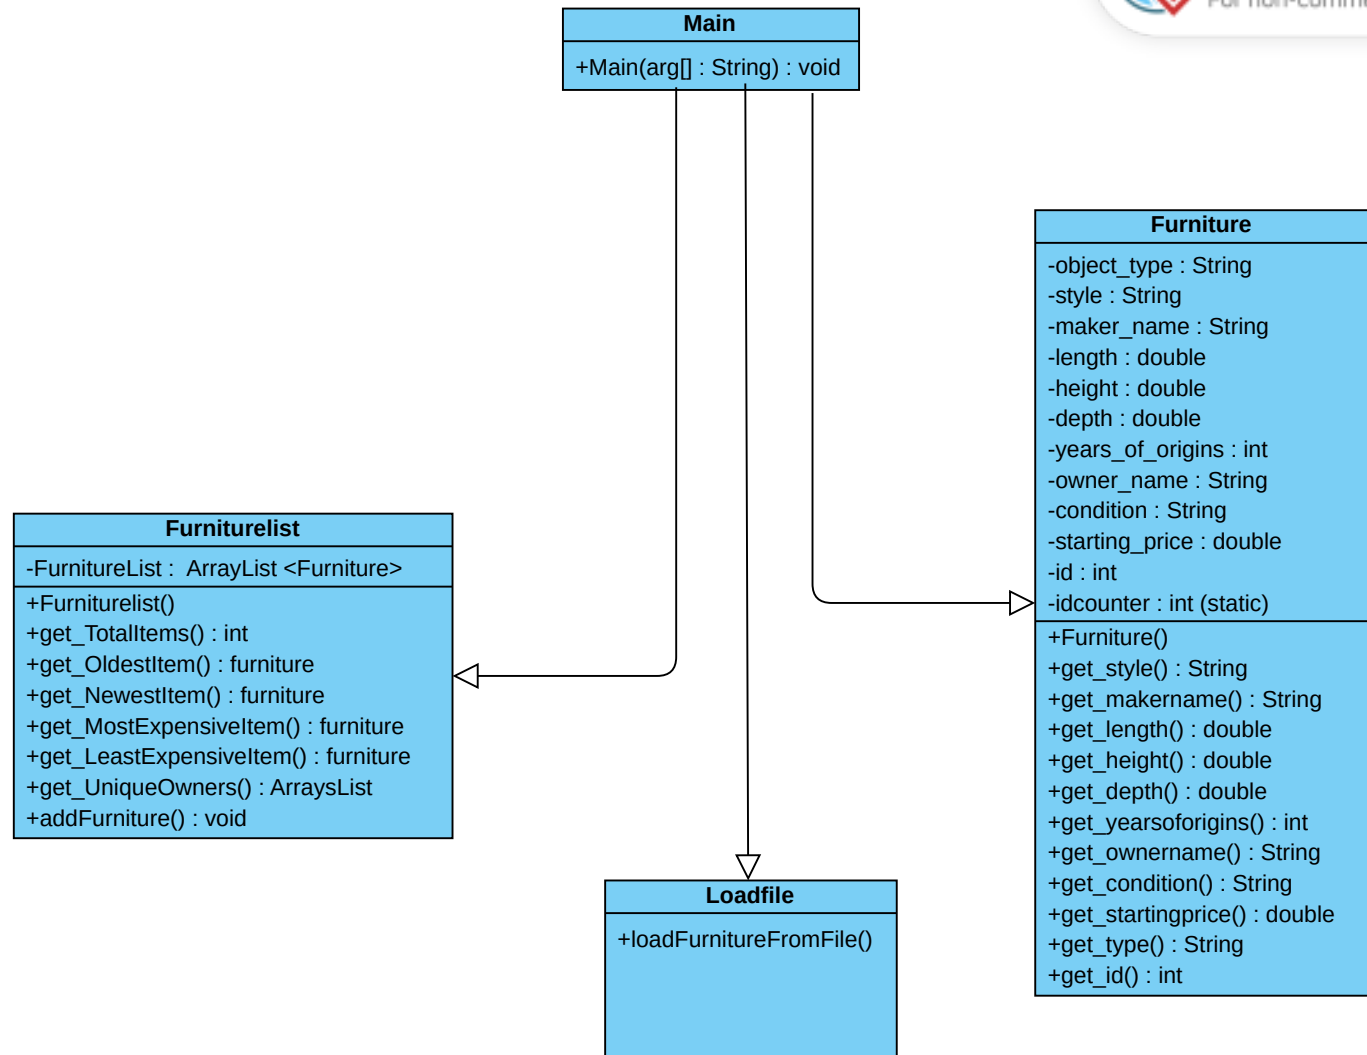 For non-comme
Main
+Main(arg[] : String) : void
Furniture
-object_type : String
-style : String
-maker_name : String
-length : double
-height : double
-depth : double
-years_of_origins : int
-owner_name : String
-condition : String
-starting_price : double
-id : int
-idcounter : int (static)
+Furniture()
+get_style() : String
+get_makername() : String
+get_length() : double
+get_height() : double
+get_depth() : double
+get_yearsoforigins() : int
+get_ownername() : String
+get_condition() : String
+get_startingprice() : double
+get_type() : String
+get_id() : int
Furniturelist
-FurnitureList : ArrayList <Furniture>
+Furniturelist()
+get_TotalItems() : int
+get_OldestItem() : furniture
+get_NewestItem() : furniture
+get_MostExpensiveItem() : furniture
+get_LeastExpensiveItem() : furniture
+get_UniqueOwners() : ArraysList
+addFurniture() : void
Loadfile
+loadFurnitureFromFile()